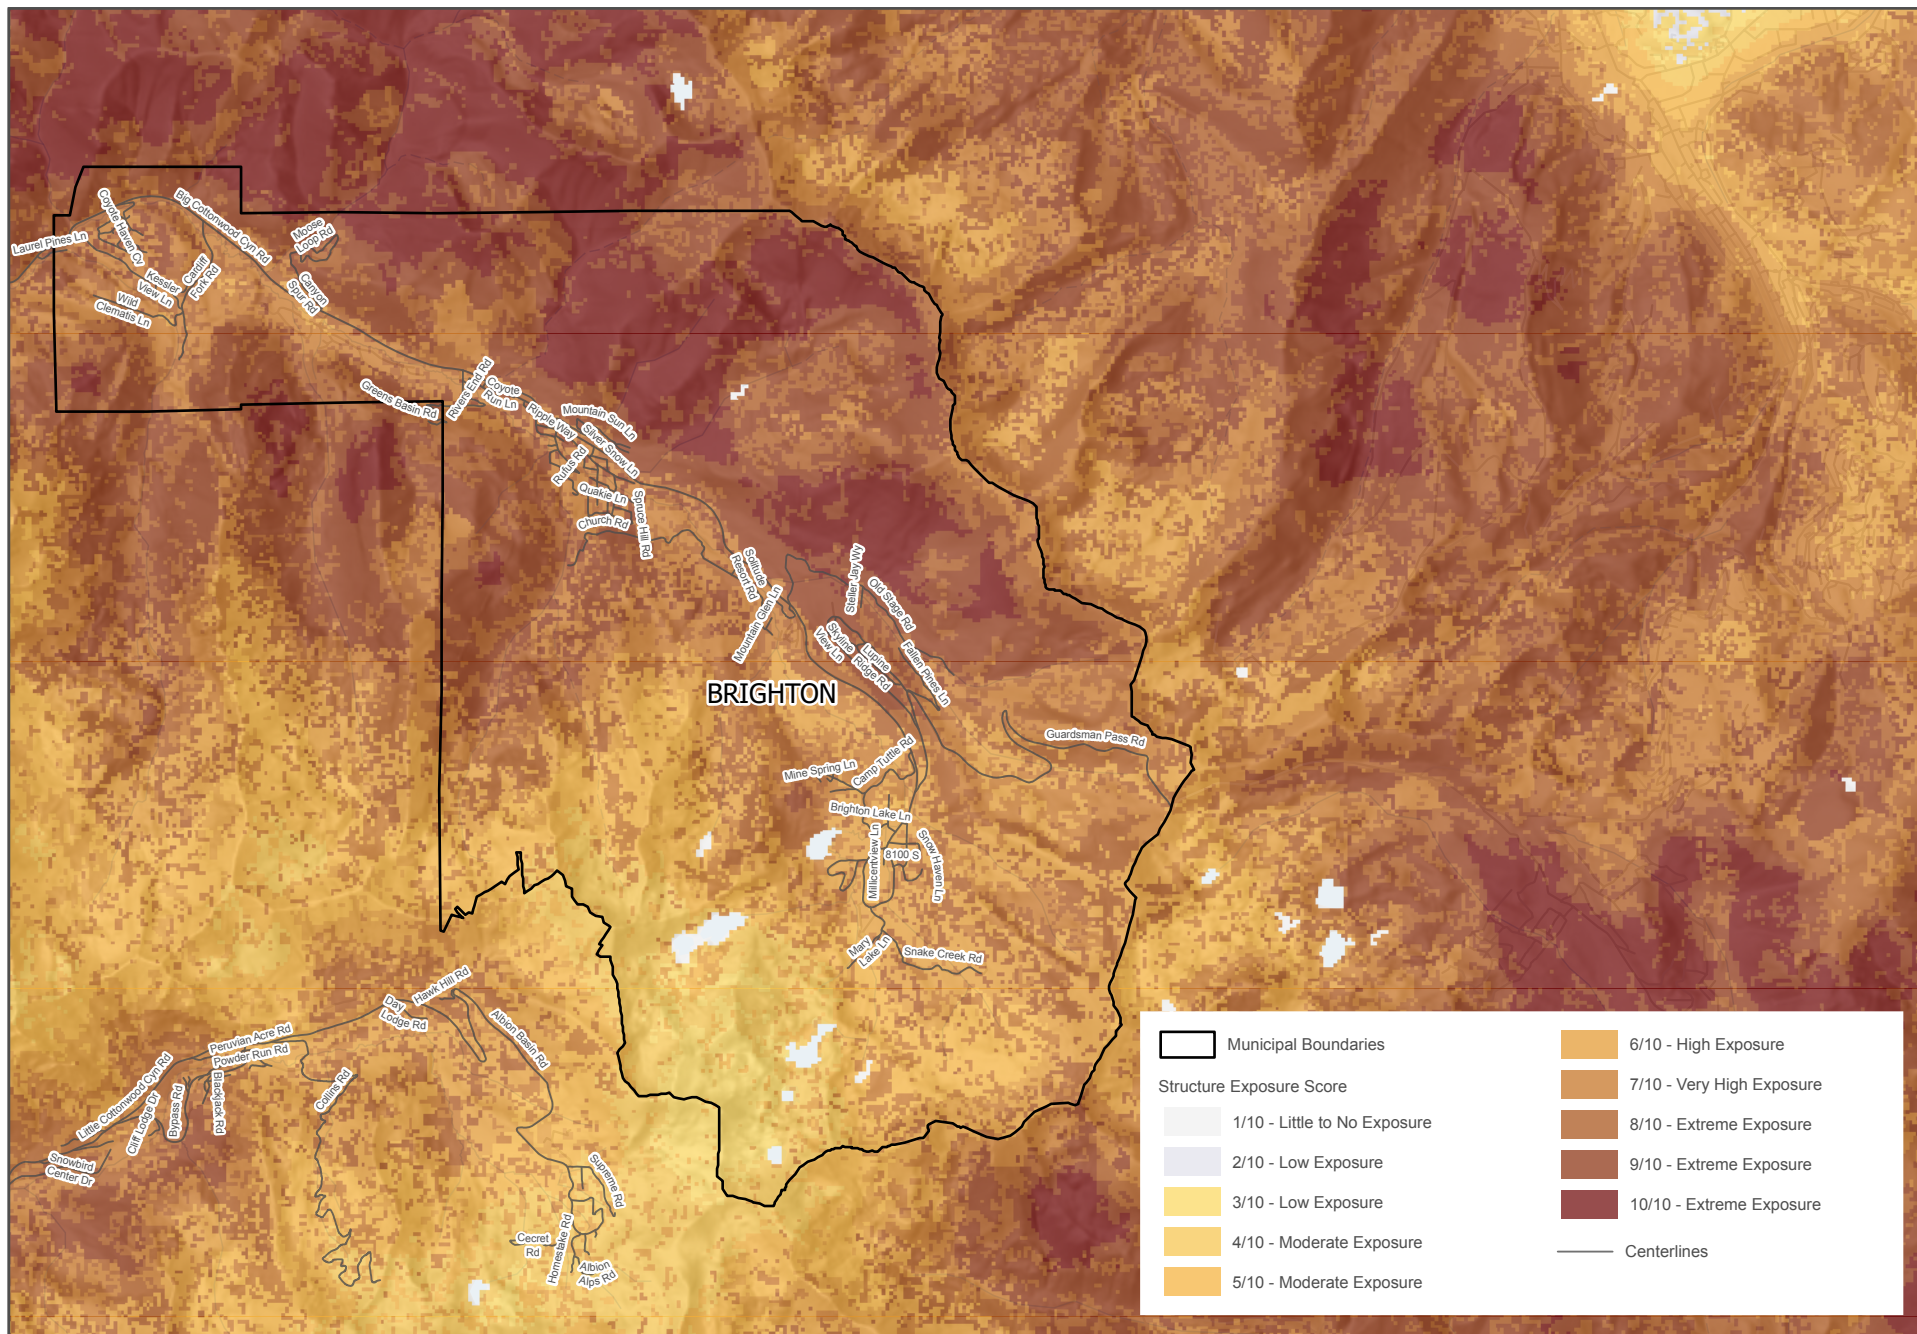 Big Cottonwood Cyn Rd
Coyote Haven Cv
Laurel Pines Ln
Moose
Loop Rd
Cardiff
Fork Rd
Kessler
View Ln
Wild
Clematis Ln
Canyon
Spur Rd
Greens Basin Rd
Rivers End Rd
Coyote
Run Ln
Ripple Way
Mountain Sun Ln
Silver Snow Ln
Rufus Rd
Quakie Ln
Church Rd
Spruce Hill Rd
Solitude
Resort Rd
Mountain Glen Ln
Steller Jay Wy
Old Stage Rd
Skyline
View Ln
Lupine
Ridge Rd
Fallen Pines Ln
BRIGHTON
Guardsman Pass Rd
Mine Spring Ln
Camp Tuttle Rd
Brighton Lake Ln
Millicentview Ln
8100 S
Snow Haven Ln
Mary
Lake Ln
Snake Creek Rd
Hawk Hill Rd
Day
Lodge Rd
Albion Basin Rd
Peruvian Acre Rd
Powder Run Rd
Little Cottonwood Cyn Rd
Cliff Lodge Dr
Bypass Rd
Blackjack Rd
Collins Rd
Snowbird
Center Dr
Supreme Rd
Cecret
Rd
Homestake Rd
Albion
Alps Rd
Municipal Boundaries
Structure Exposure Score
1/10 - Little to No Exposure
2/10 - Low Exposure
3/10 - Low Exposure
4/10 - Moderate Exposure
5/10 - Moderate Exposure
6/10 - High Exposure
7/10 - Very High Exposure
8/10 - Extreme Exposure
9/10 - Extreme Exposure
10/10 - Extreme Exposure
Centerlines